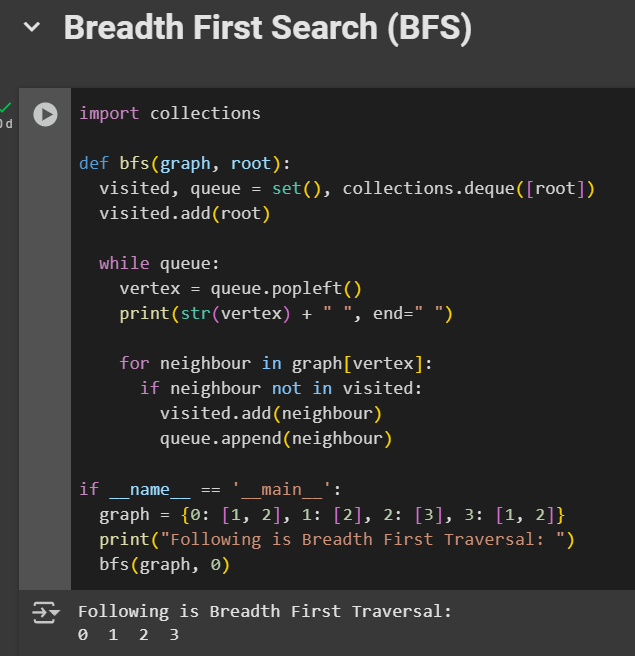 Breadth First Search (BFS)
0 d
import collections
def bfs(graph, root):
  visited, queue = set(), collections.deque([root])
  visited.add(root)
  while queue:
    vertex = queue.popleft()
    print(str(vertex) + " ", end=" ")
    for neighbour in graph[vertex]:
      if neighbour not in visited:
        visited.add(neighbour)
        queue.append(neighbour)
if __name__ == '__main__':
  graph = {0: [1, 2], 1: [2], 2: [3], 3: [1, 2]}
  print("Following is Breadth First Traversal: ")
  bfs(graph, 0)
Following is Breadth First Traversal:
0  1  2  3